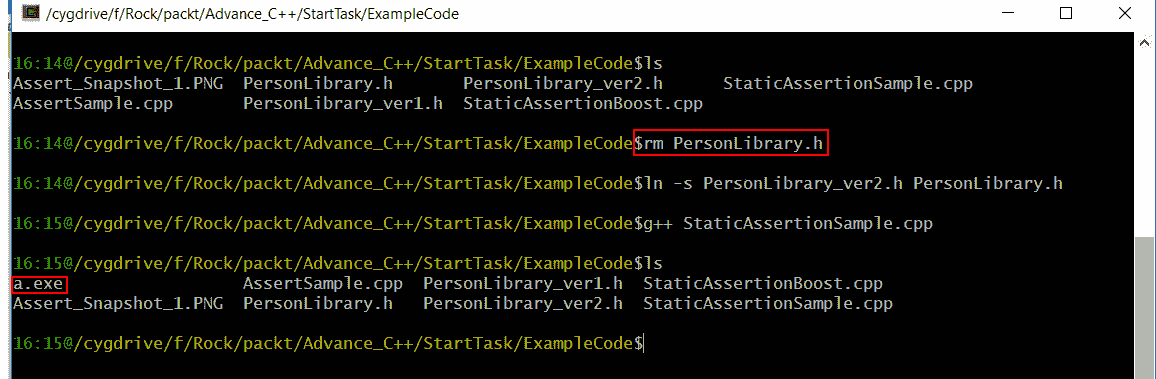 /cygdrive/f/Rock/packt/Advance_C++/StartTask/ExampleCode
16:14@/cygdrive/f/Rock/packt/Advance_C++/StartTask/ExampleCode$ls
Assert_Snapshot_1.PNG  PersonLibrary.h       PersonLibrary_ver2.h      StaticAssertionSample.cpp
AssertSample.cpp       PersonLibrary_ver1.h  StaticAssertionBoost.cpp
16:14@/cygdrive/f/Rock/packt/Advance_C++/StartTask/ExampleCode$rm PersonLibrary.h
16:14@/cygdrive/f/Rock/packt/Advance_C++/StartTask/ExampleCode$ln -s PersonLibrary_ver2.h PersonLibrary.h
16:15@/cygdrive/f/Rock/packt/Advance_C++/StartTask/ExampleCode$g++ StaticAssertionSample.cpp
16:15@/cygdrive/f/Rock/packt/Advance_C++/StartTask/ExampleCode$ls
a.exe                  AssertSample.cpp  PersonLibrary_ver1.h  StaticAssertionBoost.cpp
Assert_Snapshot_1.PNG  PersonLibrary.h   PersonLibrary_ver2.h  StaticAssertionSample.cpp
16:15@/cygdrive/f/Rock/packt/Advance_C++/StartTask/ExampleCode$